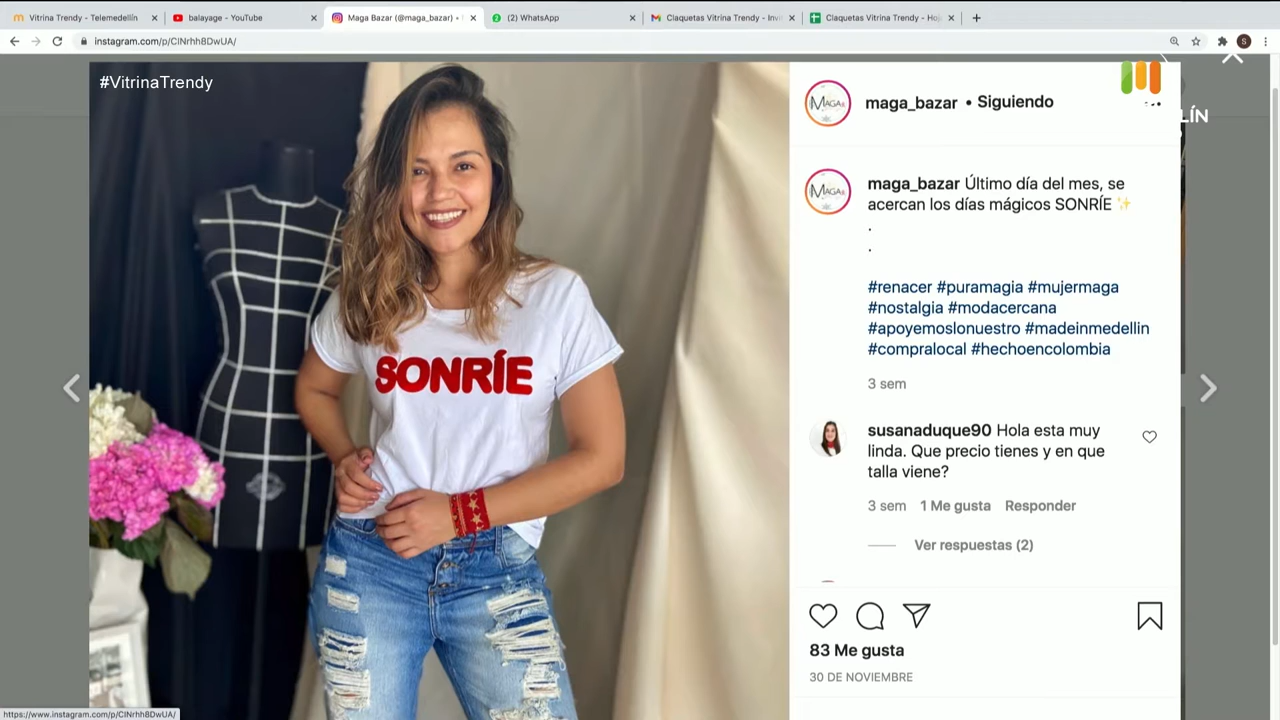 Vitrina Trendy - Telemedellín
balayage - YouTube
Maga Bazar (@maga_bazar) •
(2) WhatsApp
Claquetas Vitrina Trendy - Invi
Claquetas Vitrina Trendy - Hoj
instagram.com/p/CINrhh8DwUA/
S
#VitrinaTrendy
MAGA
maga_bazar • Siguiendo
LÍN
MAGA
maga_bazar Último día del mes, se
acercan los días mágicos SONRÍE ✨
.
.
#renacer #puramagia #mujermaga
#nostalgia #modacercana
#apoyemoslonuestro #madeinmedellin
#compralocal #hechoencolombia
3 sem
SONRÍE
susanaduque90 Hola esta muy
linda. Que precio tienes y en que
talla viene?
3 sem 1 Me gusta Responder
Ver respuestas (2)
83 Me gusta
30 DE NOVIEMBRE
https://www.instagram.com/p/CINrhh8DwUA/